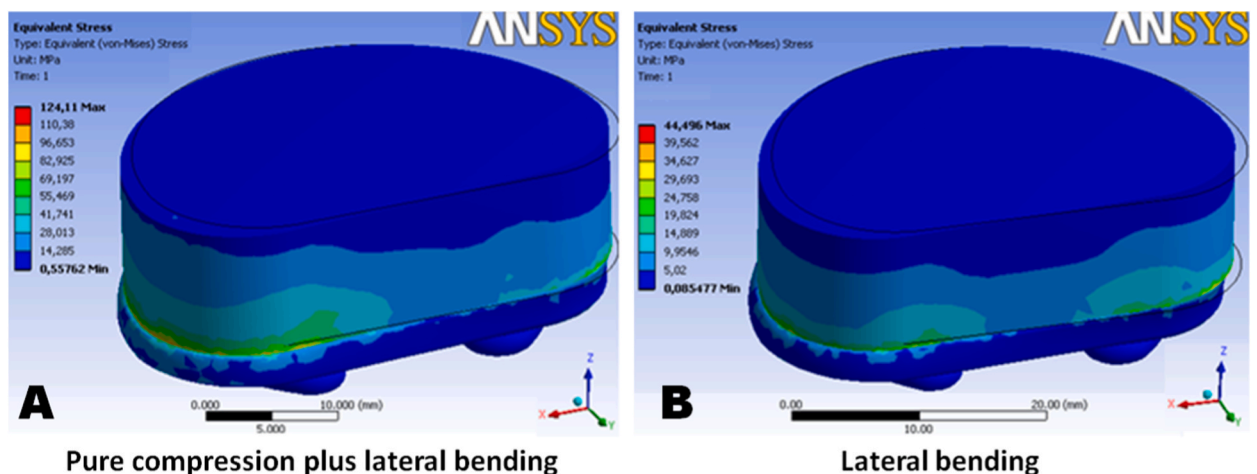 ANSYS
Equivalent Stress
Type: Equivalent (von-Mises) Stress
Unit: MPa
Time: 1
124,11 Max
110,38
96,653
82,925
69,197
55,469
41,741
28,013
14,285
0,55762 Min
Z
X
Y
A
0.000
10.000 (mm)
5.000
Pure compression plus lateral bending
ANSYS
Equivalent Stress
Type: Equivalent (von-Mises) Stress
Unit: MPa
Time: 1
44,496 Max
39,562
34,627
29,693
24,758
19,824
14,889
9,9546
5,02
0,085477 Min
Z
X
Y
B
0.00
20.00 (mm)
10.00
Lateral bending